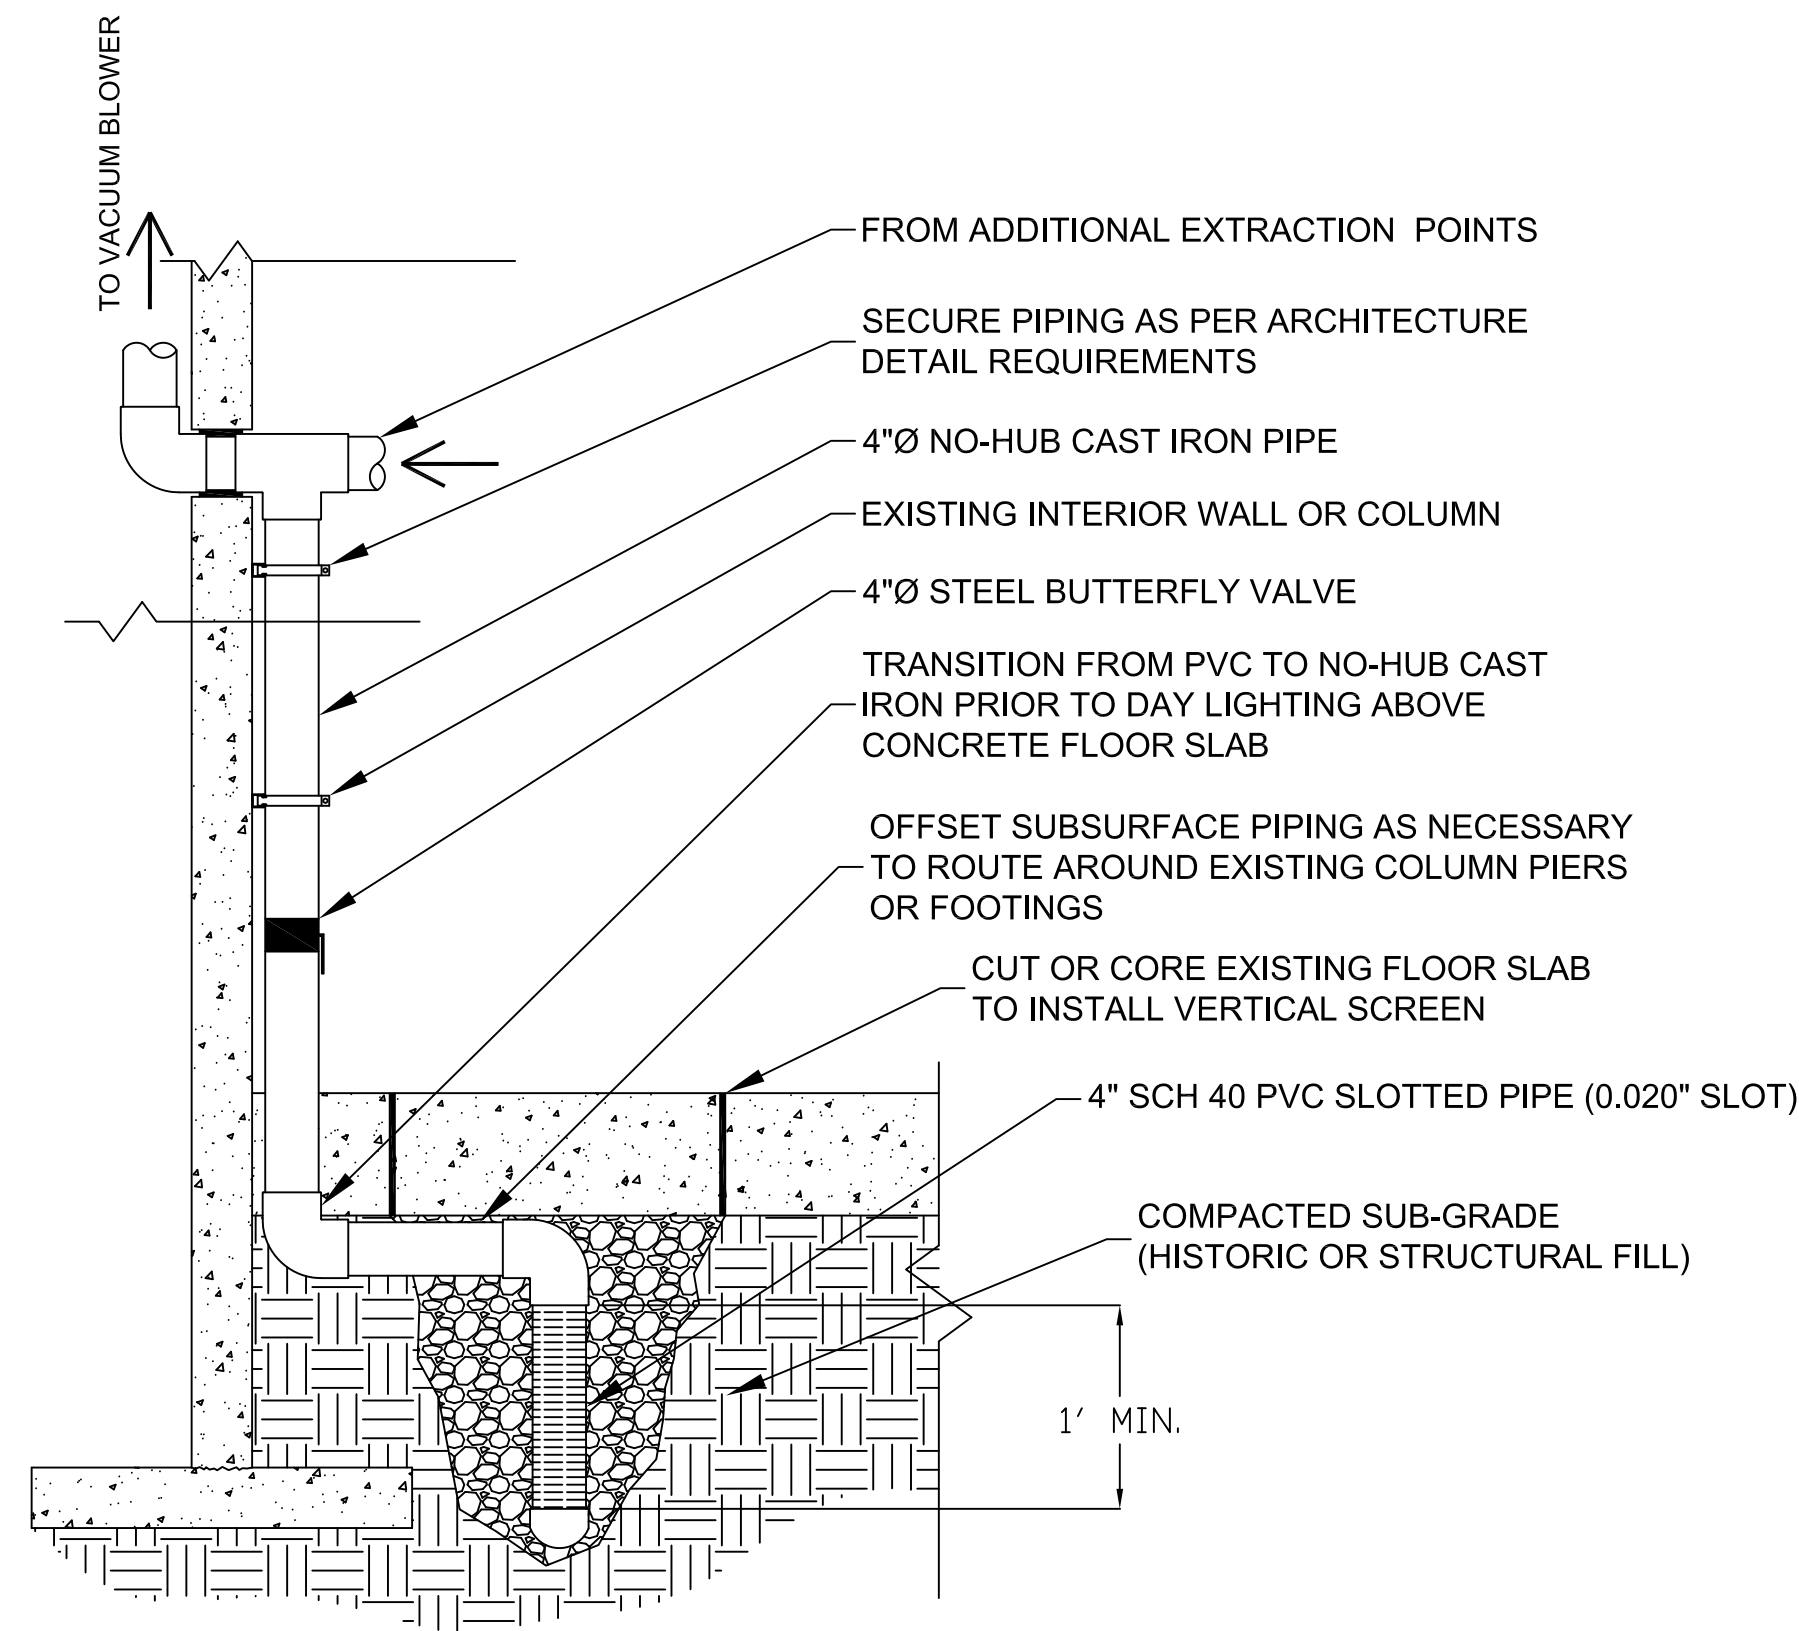 TO VACUUM BLOWER
FROM ADDITIONAL EXTRACTION POINTS
SECURE PIPING AS PER ARCHITECTURE
DETAIL REQUIREMENTS
4"Ø NO-HUB CAST IRON PIPE
EXISTING INTERIOR WALL OR COLUMN
4"Ø STEEL BUTTERFLY VALVE
TRANSITION FROM PVC TO NO-HUB CAST
IRON PRIOR TO DAY LIGHTING ABOVE
CONCRETE FLOOR SLAB
OFFSET SUBSURFACE PIPING AS NECESSARY
TO ROUTE AROUND EXISTING COLUMN PIERS
OR FOOTINGS
CUT OR CORE EXISTING FLOOR SLAB
TO INSTALL VERTICAL SCREEN
4" SCH 40 PVC SLOTTED PIPE (0.020" SLOT)
COMPACTED SUB-GRADE
(HISTORIC OR STRUCTURAL FILL)
1' MIN.